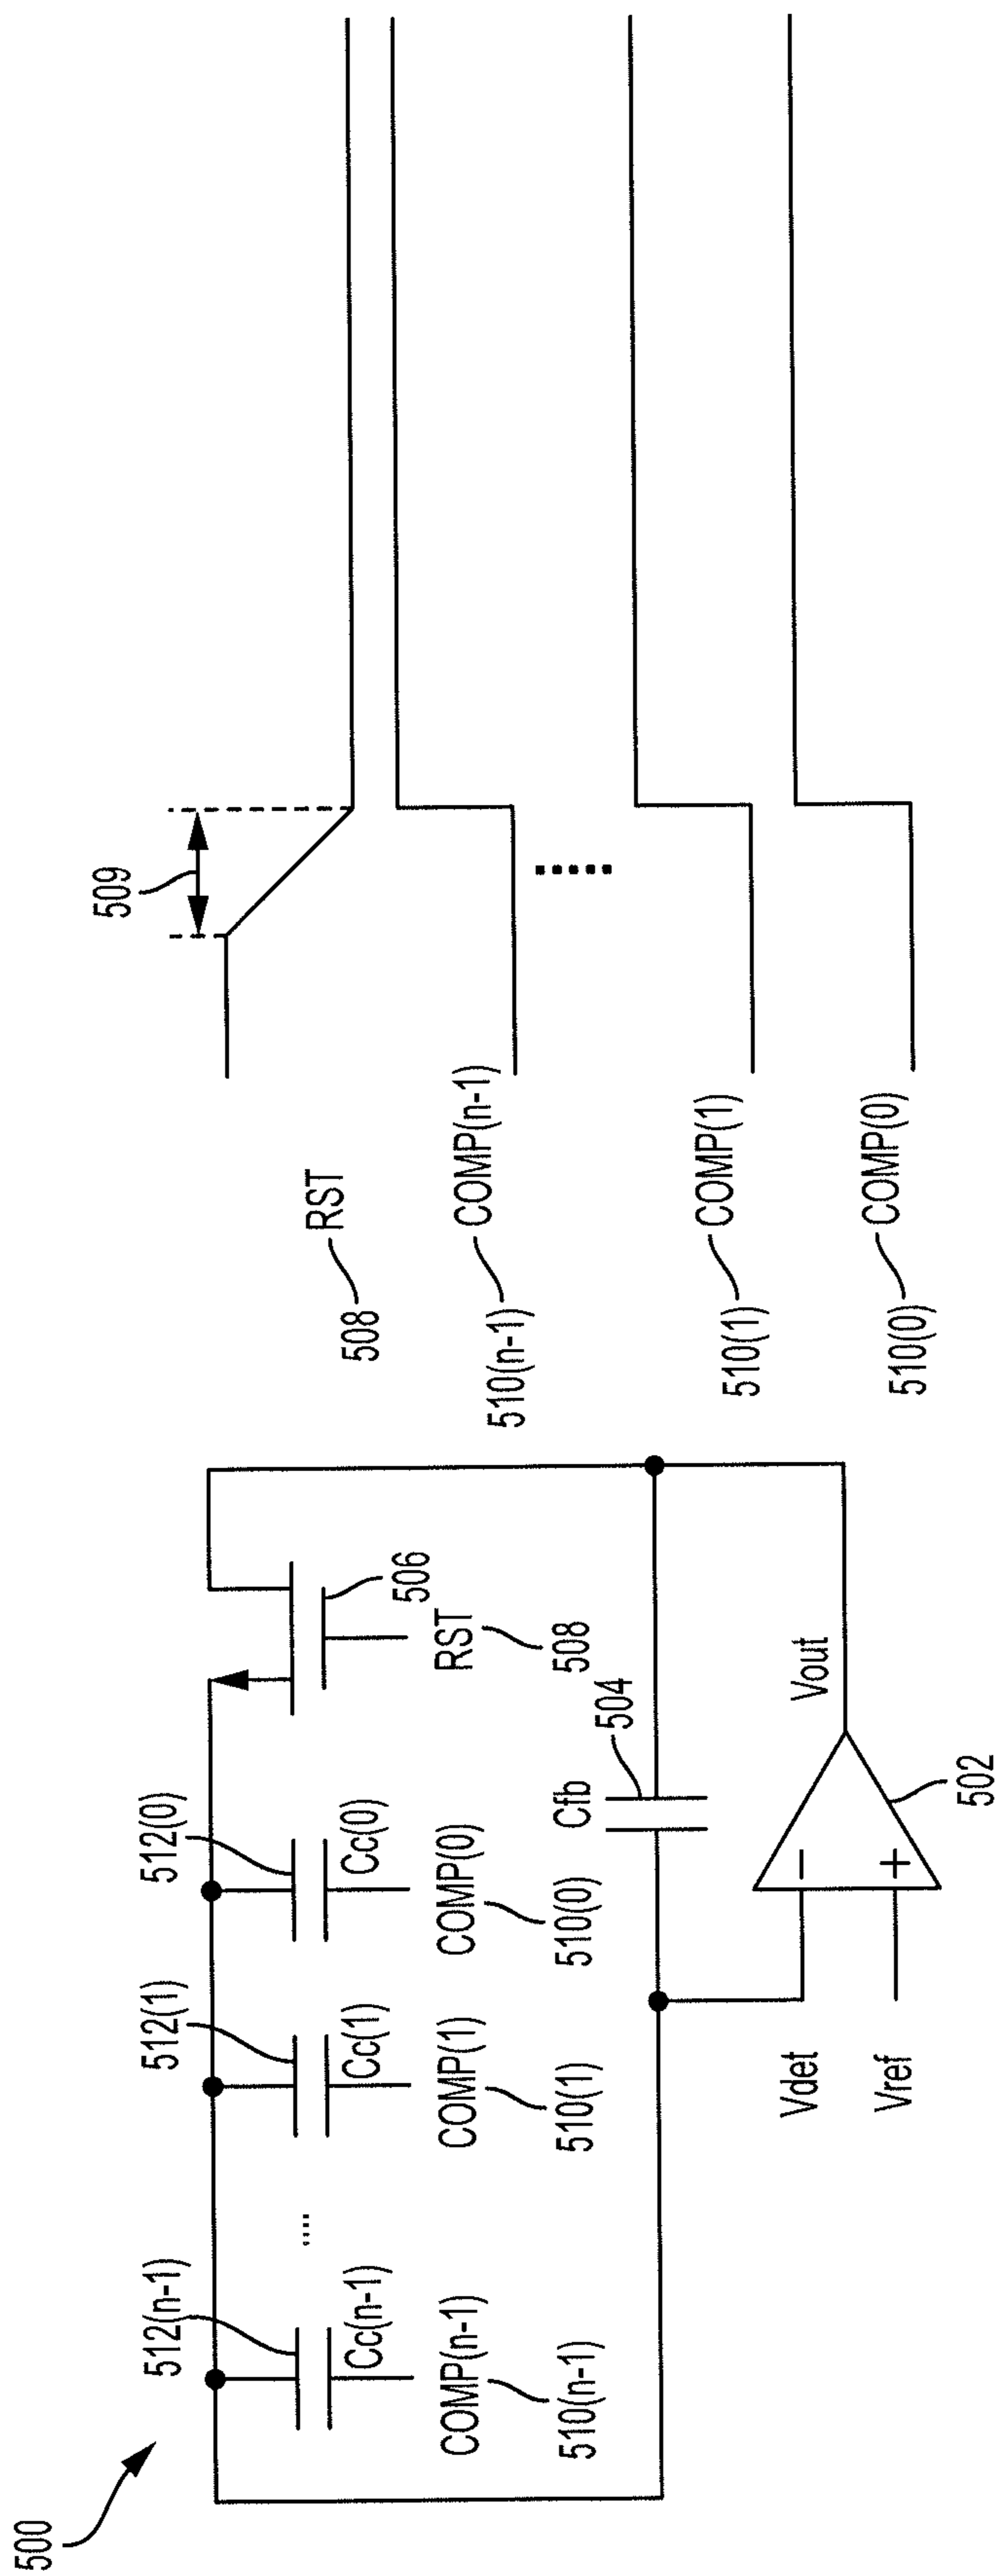 500
512(n-1)
512(1)
512(0)
Cc(n-1)
Cc(1)
Cc(0)
506
....
COMP(n-1)
COMP(1)
COMP(0)
RST
510(n-1)
510(1)
510(0)
508
Cfb
504
Vdet
Vref
−
+
Vout
502
509
508
RST
510(n-1)
COMP(n-1)
.....
510(1)
COMP(1)
510(0)
COMP(0)